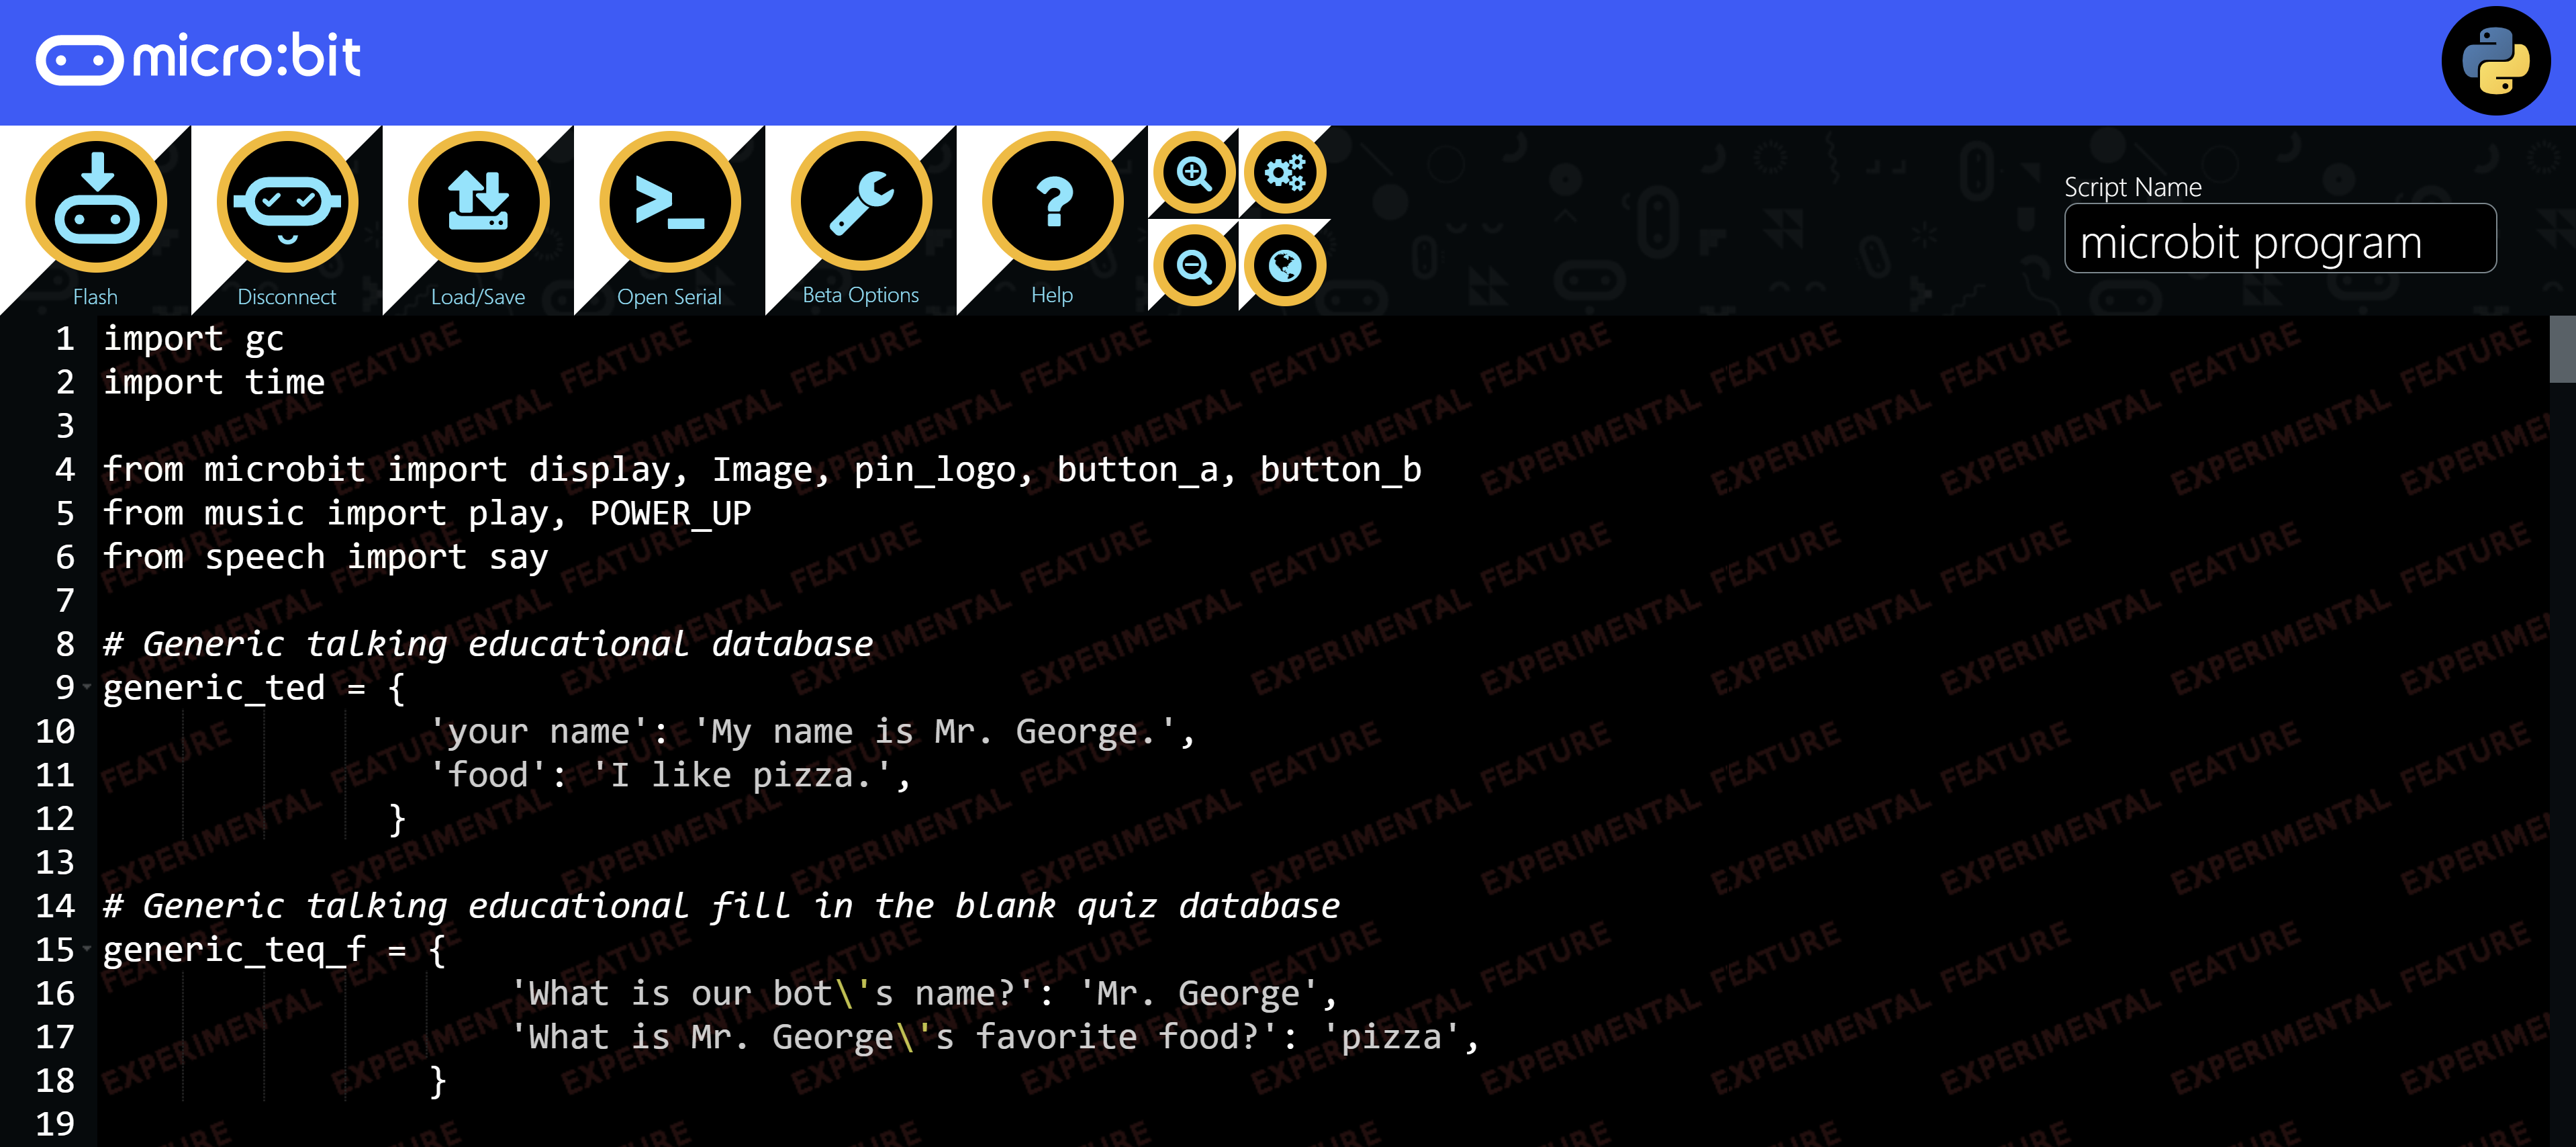 micro:bit
Flash
Disconnect
Load/Save
Open Serial
Beta Options
Help
Script Name
microbit program
1 import gc
2 import time
3
4 from microbit import display, Image, pin_logo, button_a, button_b
5 from music import play, POWER_UP
6 from speech import say
7
8 # Generic talking educational database
9 generic_ted = {
10 'your name': 'My name is Mr. George.',
11 'food': 'I like pizza.',
12 }
13
14 # Generic talking educational fill in the blank quiz database
15 generic_teq_f = {
16 'What is our bot\'s name?': 'Mr. George',
17 'What is Mr. George\'s favorite food?': 'pizza',
18 }
19
EXPERIMENTAL FEATURE